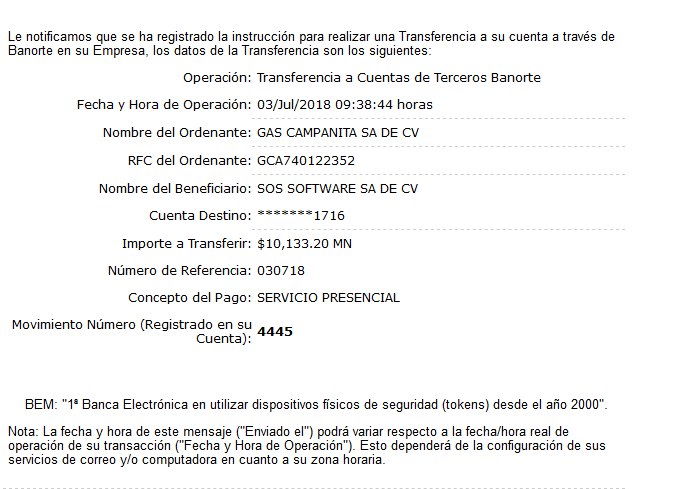 Le notificamos que se ha registrado la instrucción para realizar una Transferencia a su cuenta a través de
Banorte en su Empresa, los datos de la Transferencia son los siguientes:
Operación: Transferencia a Cuentas de Terceros Banorte
Fecha y Hora de Operación: 03/Jul/2018 09:38:44 horas
Nombre del Ordenante: GAS CAMPANITA SA DE CV
RFC del Ordenante: GCA740122352
Nombre del Beneficiario: SOS SOFTWARE SA DE CV
Cuenta Destino: *******1716
Importe a Transferir: $10,133.20 MN
Número de Referencia: 030718
Concepto del Pago: SERVICIO PRESENCIAL
Movimiento Número (Registrado en su
Cuenta): 4445
BEM: "1ª Banca Electrónica en utilizar dispositivos físicos de seguridad (tokens) desde el año 2000".
Nota: La fecha y hora de este mensaje ("Enviado el") podrá variar respecto a la fecha/hora real de
operación de su transacción ("Fecha y Hora de Operación"). Esto dependerá de la configuración de sus
servicios de correo y/o computadora en cuanto a su zona horaria.